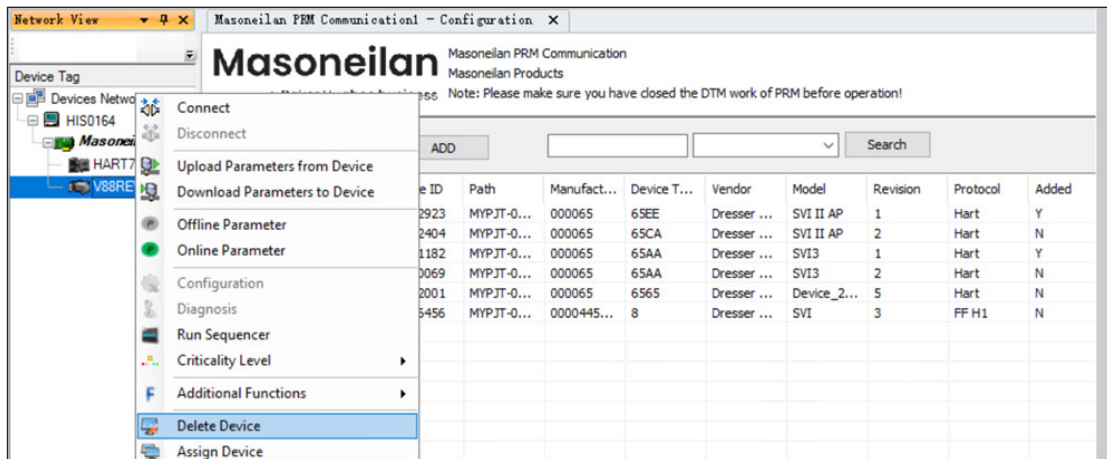 Network View
Masoneilan PRM Communication1 - Configuration
Masoneilan
Masoneilan PRM Communication
Masoneilan Products
Note: Please make sure you have closed the DTM work of PRM before operation!
Device Tag
Devices Netwo
HIS0164
Masoneil
HART7
V88RE
Connect
Disconnect
Upload Parameters from Device
Download Parameters to Device
Offline Parameter
Online Parameter
Configuration
Diagnosis
Run Sequencer
Criticality Level
Additional Functions
Delete Device
Assign Device
ADD Search
e ID Path Manufact... Device T... Vendor Model Revision Protocol Added
2923 MYPJT-0... 000065 65EE Dresser ... SVI II AP 1 Hart Y
2404 MYPJT-0... 000065 65CA Dresser ... SVI II AP 2 Hart N
1182 MYPJT-0... 000065 65AA Dresser ... SVI3 1 Hart Y
0069 MYPJT-0... 000065 65AA Dresser ... SVI3 2 Hart N
2001 MYPJT-0... 000065 6565 Dresser ... Device_2... 5 Hart N
5456 MYPJT-0... 0000445... 8 Dresser ... SVI 3 FF H1 N